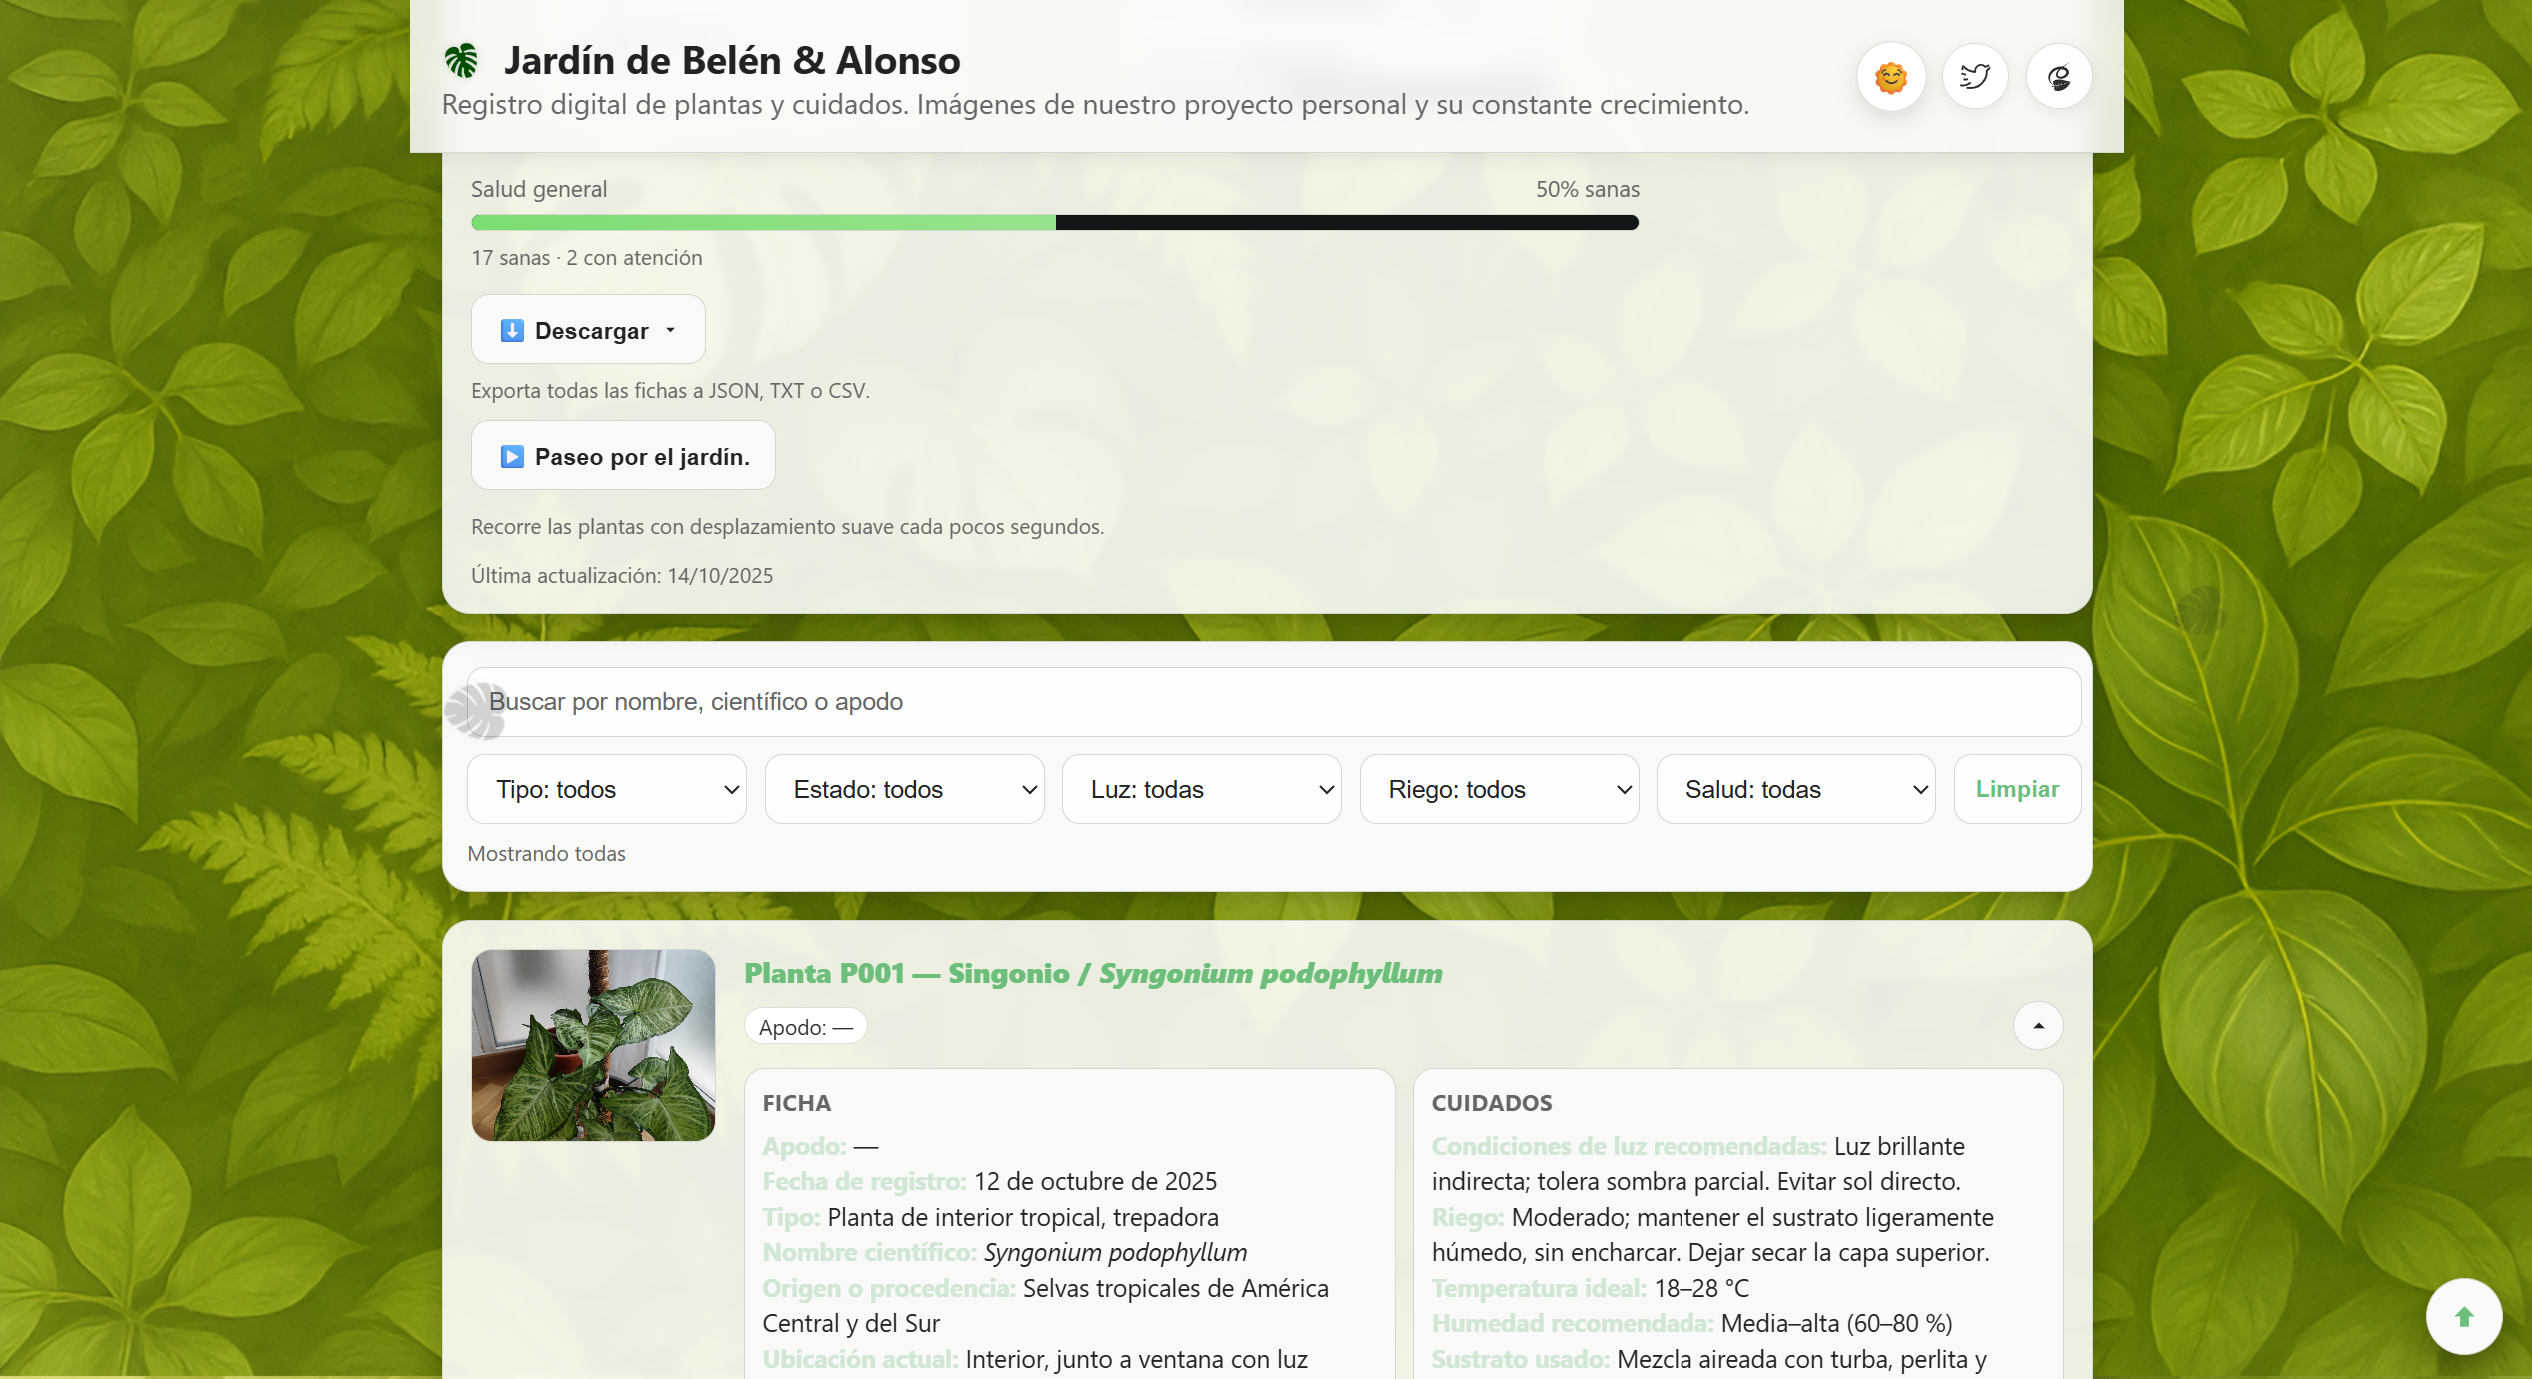 Jardín de Belén & Alonso
Registro digital de plantas y cuidados. Imágenes de nuestro proyecto personal y su constante crecimiento.
Salud general
50% sanas
17 sanas · 2 con atención
Descargar
Exporta todas las fichas a JSON, TXT o CSV.
Paseo por el jardín.
Recorre las plantas con desplazamiento suave cada pocos segundos.
Última actualización: 14/10/2025
Buscar por nombre, científico o apodo
Tipo: todos
Estado: todos
Luz: todas
Riego: todos
Salud: todas
Limpiar
Mostrando todas
Planta P001 — Singonio / Syngonium podophyllum
Apodo: —
FICHA
Apodo: —
Fecha de registro: 12 de octubre de 2025
Tipo: Planta de interior tropical, trepadora
Nombre científico: Syngonium podophyllum
Origen o procedencia: Selvas tropicales de América
Central y del Sur
Ubicación actual: Interior, junto a ventana con luz
CUIDADOS
Condiciones de luz recomendadas: Luz brillante
indirecta; tolera sombra parcial. Evitar sol directo.
Riego: Moderado; mantener el sustrato ligeramente
húmedo, sin encharcar. Dejar secar la capa superior.
Temperatura ideal: 18–28 °C
Humedad recomendada: Media–alta (60–80 %)
Sustrato usado: Mezcla aireada con turba, perlita y